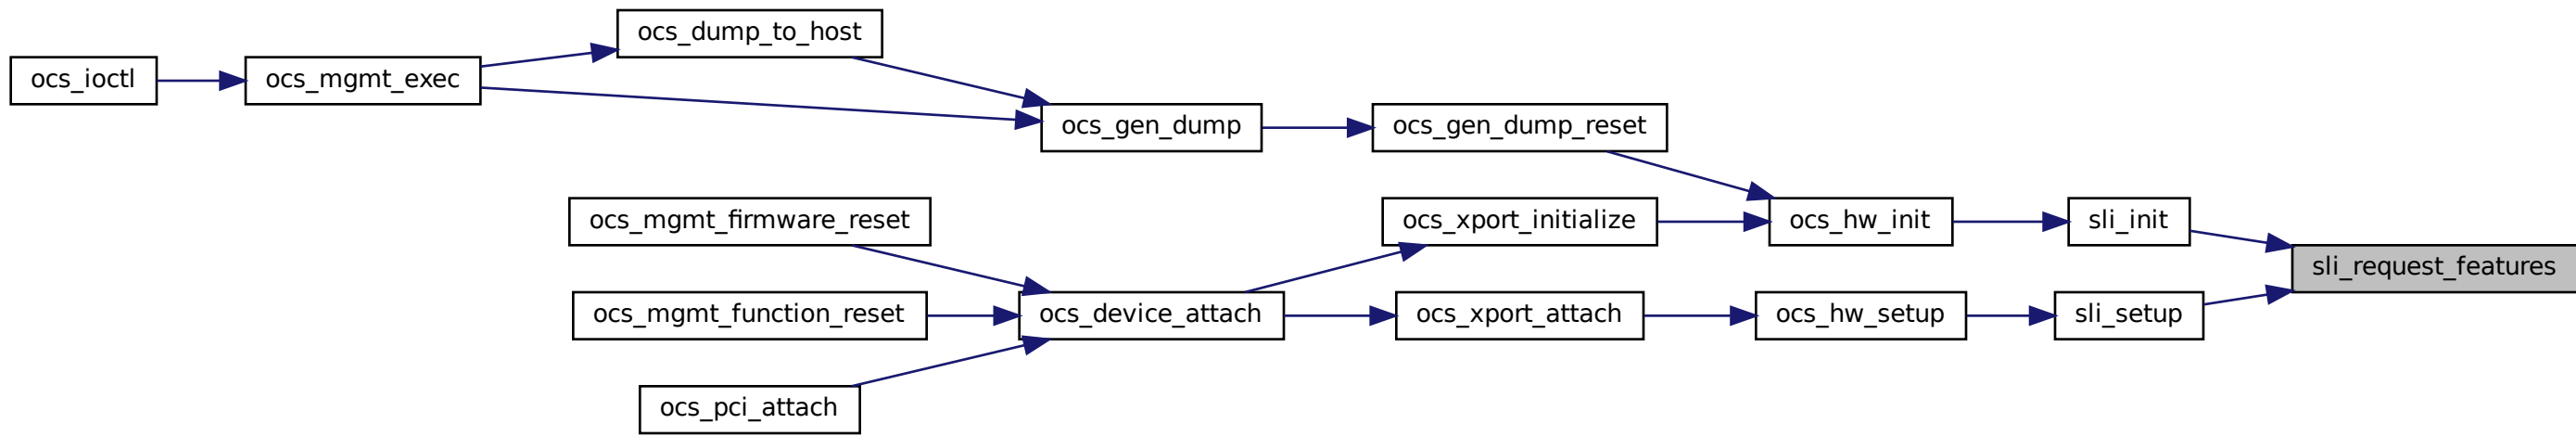 ocs_dump_to_host
ocs_ioctl
ocs_mgmt_exec
ocs_gen_dump
ocs_gen_dump_reset
ocs_mgmt_firmware_reset
ocs_xport_initialize
ocs_hw_init
sli_init
sli_request_features
ocs_mgmt_function_reset
ocs_device_attach
ocs_xport_attach
ocs_hw_setup
sli_setup
ocs_pci_attach